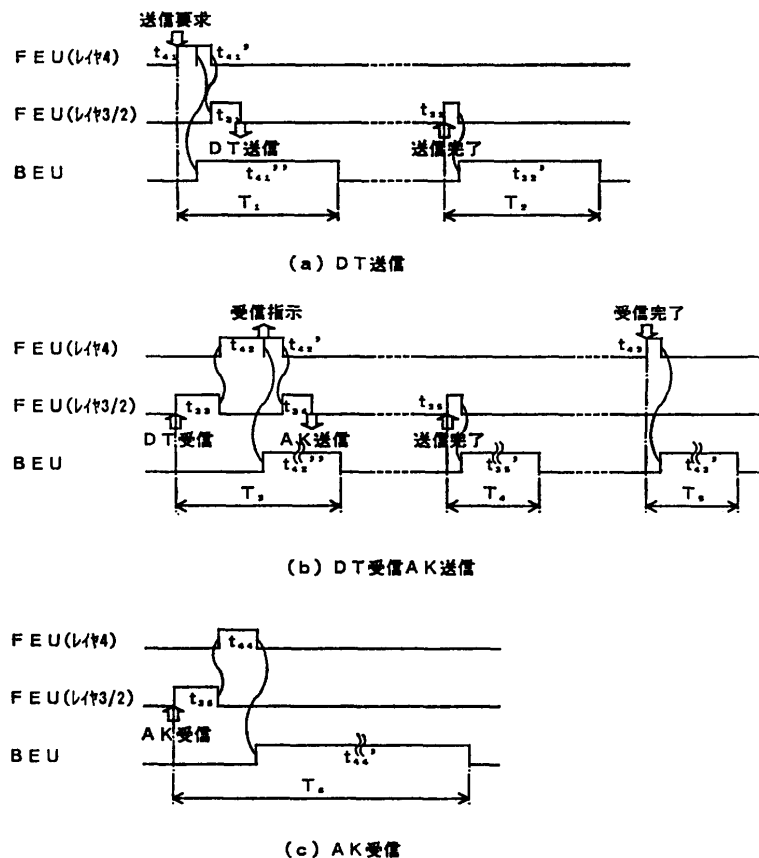 送信要求
FEU(レイヤ4) t₄₁ t₄₁'
FEU(レイヤ3/2)
DT送信 送信完了
BEU t₄₁''
T₁ T₂
(a) DT送信
受信指示 受信完了
FEU(レイヤ4) t₄₂ t₄₂' t₄₃
FEU(レイヤ3/2) t₃₃ t₃₄ t₃₅
DT受信 AK送信 送信完了
BEU t₄₂'' t₃₅' t₄₃'
T₃ T₄ T₅
(b) DT受信AK送信
FEU(レイヤ4) t₄₄
FEU(レイヤ3/2) t₃₆
AK受信
BEU t₄₄'
T₆
(c) AK受信